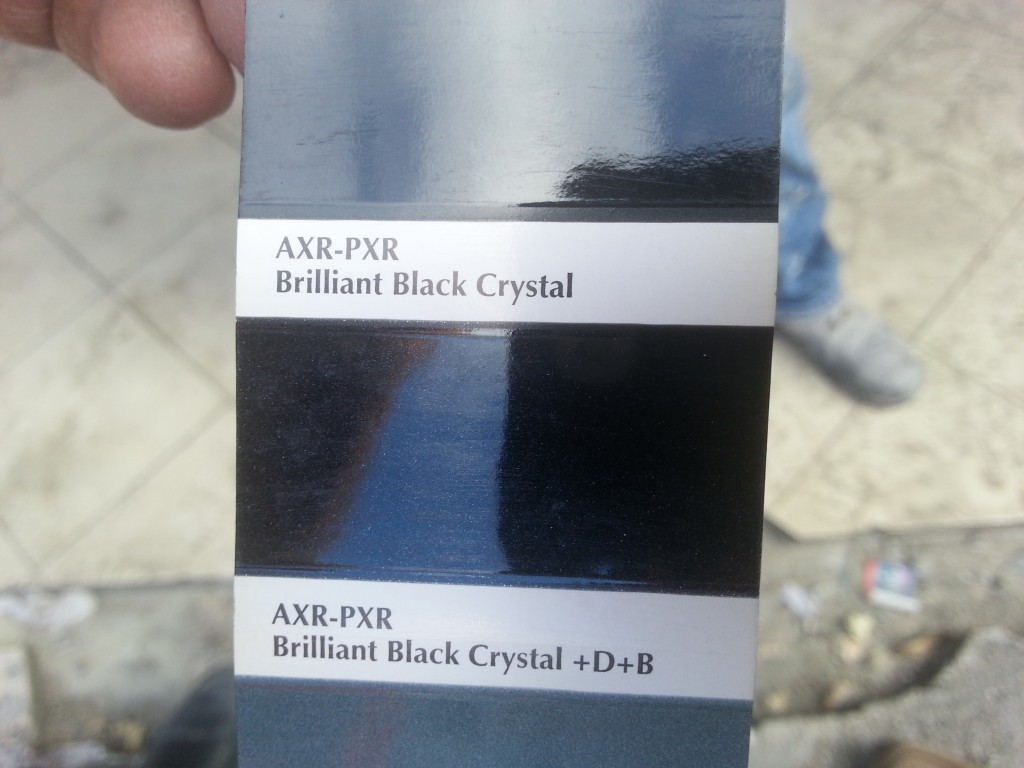 AXR-PXR
Brilliant Black Crystal
AXR-PXR
Brilliant Black Crystal +D+B